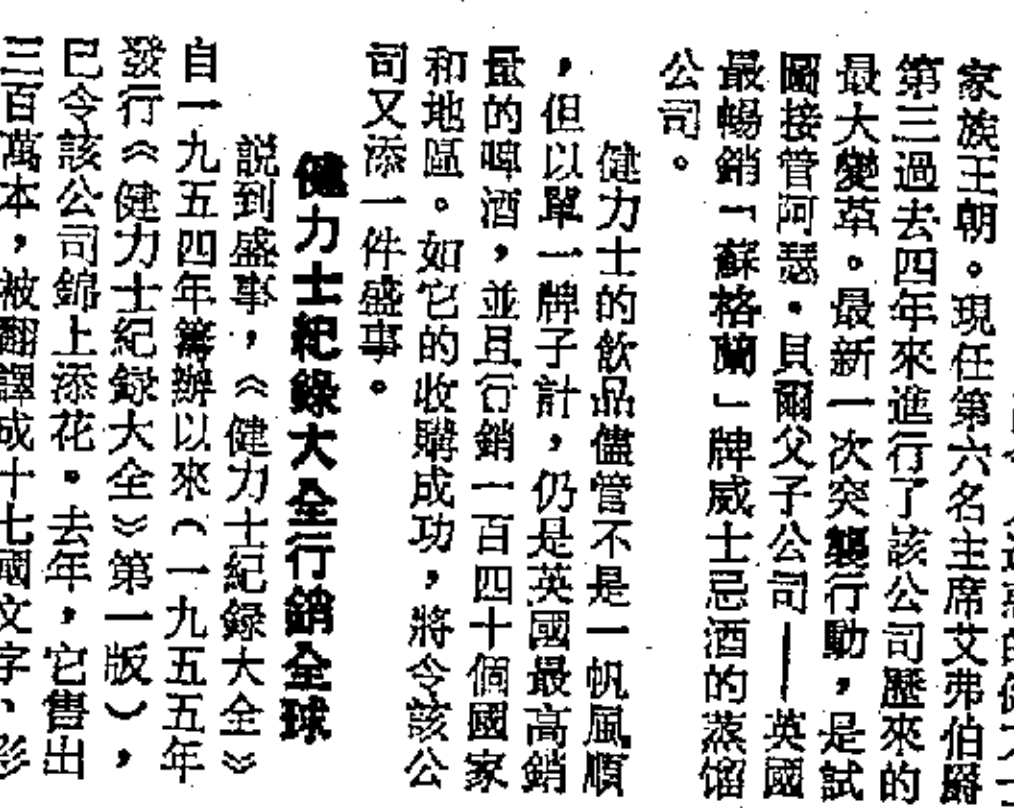 家族王朝。現任第六名主席艾弗伯爵
第三過去四年來進行了該公司歷來的
最大變革。最新一次突襲行動，是試
圖接管阿瑟·貝爾父子公司——英國
最暢銷「蘇格蘭」牌威士忌酒的蒸馏
公司。
健力士的飲品儘管不是一帆風順
，但以單一牌子計，仍是英國最高銷
量的啤酒，並且行銷一百四十個國家
和地區。如它的收購成功，將令該公
司又添一件盛事。
健力士紀錄大全行銷全球
説到盛事，《健力士紀録大全》
自一九五四年籌辦以來（一九五五年
發行《健力士紀録大全》第一版），
已令該公司錦上添花。去年，它售出
三百萬本，被翻譯成十七國文字、彩